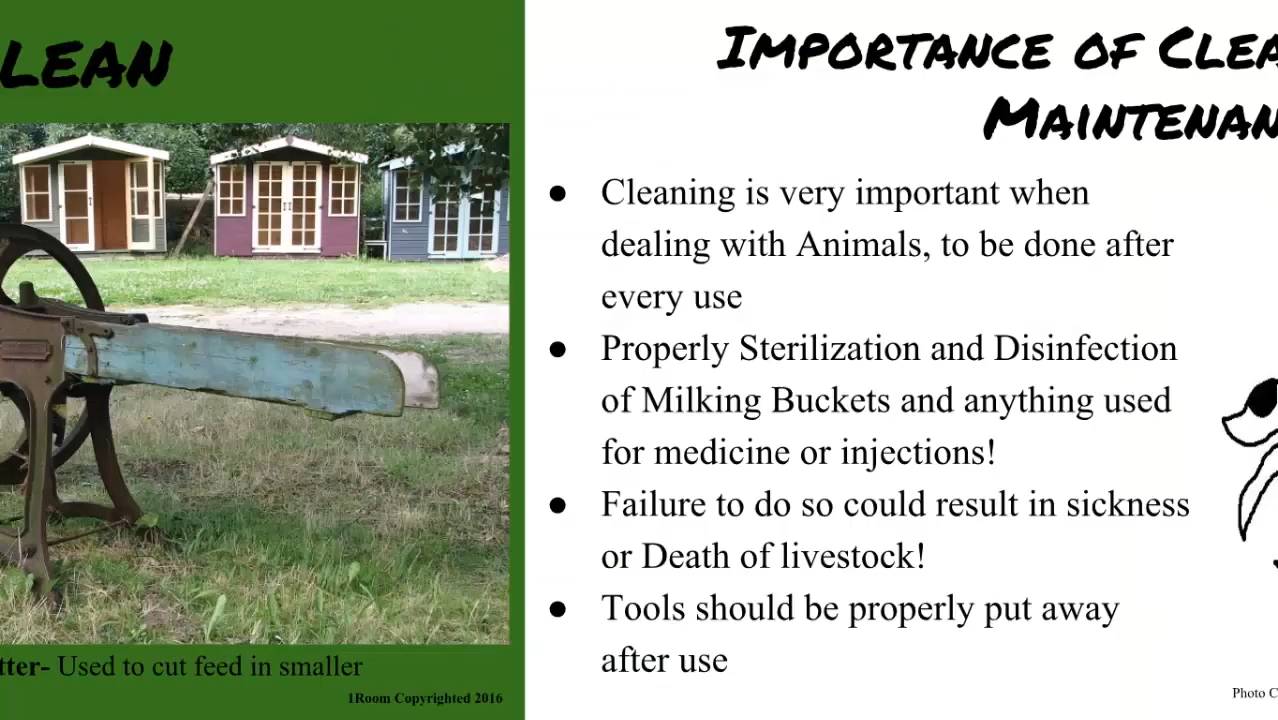 LEAN
tter- Used to cut feed in smaller
1Room Copyrighted 2016
Importance of Clea
Maintenan
● Cleaning is very important when
dealing with Animals, to be done after
every use
● Properly Sterilization and Disinfection
of Milking Buckets and anything used
for medicine or injections!
● Failure to do so could result in sickness
or Death of livestock!
● Tools should be properly put away
after use
Photo C